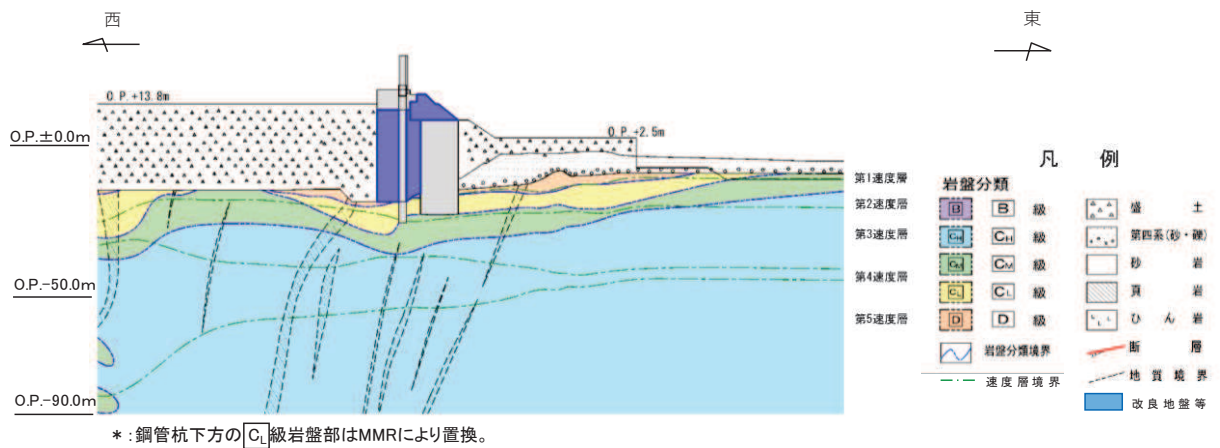 西
東
O.P.+13.8m
O.P.±0.0m
O.P.+2.5m
凡 例
第1速度層
第2速度層
第3速度層
第4速度層
第5速度層
O.P.-50.0m
O.P.-90.0m
岩盤分類
B B 級
CH CH 級
CM CM 級
CL CL 級
D D 級
岩盤分類境界
速度層境界
盛土
第四系(砂・礫)
砂岩
頁岩
ひん岩
断層
地質境界
改良地盤等
*:鋼管杭下方のCL級岩盤部はMMRにより置換。